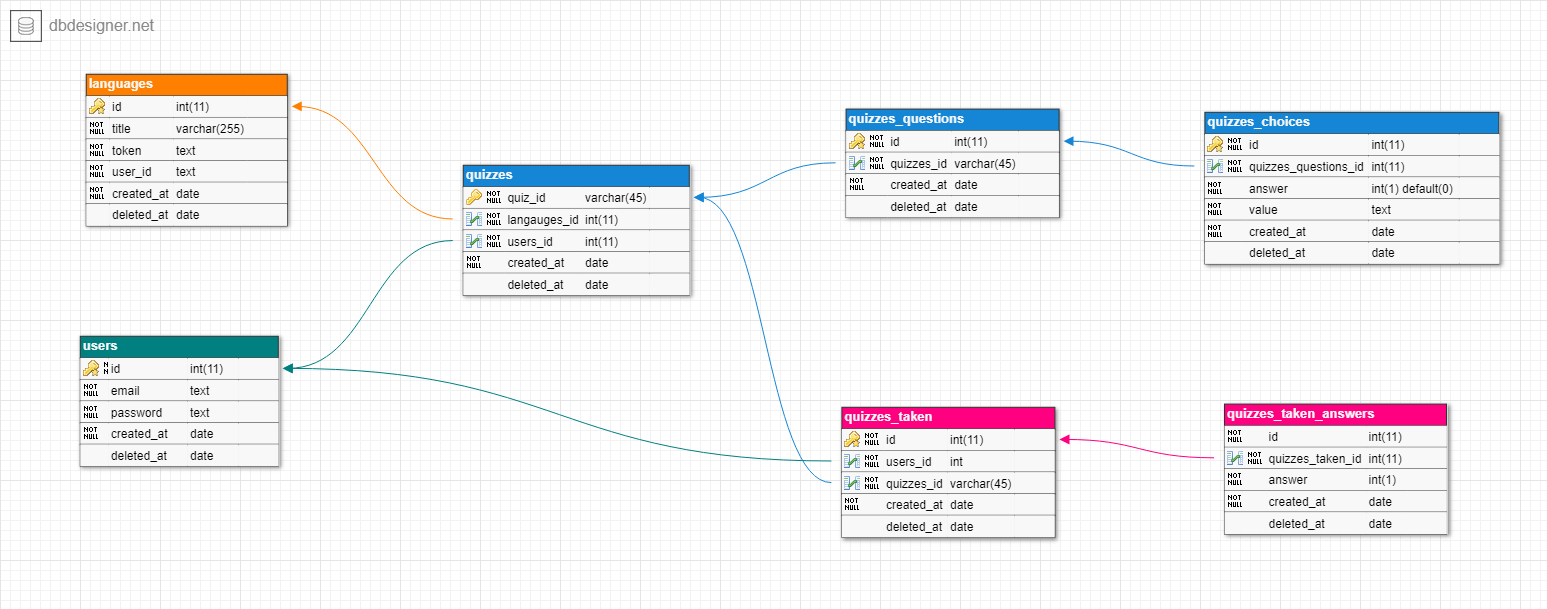 dbdesigner.net
languages
id int(11)
NOT NULL title varchar(255)
NOT NULL token text
NOT NULL user_id text
NOT NULL created_at date
deleted_at date
users
N N id int(11)
NOT NULL email text
NOT NULL password text
NOT NULL created_at date
deleted_at date
quizzes
NOT NULL quiz_id varchar(45)
NOT NULL langauges_id int(11)
NOT NULL users_id int(11)
NOT NULL created_at date
deleted_at date
quizzes_questions
NOT NULL id int(11)
NOT NULL quizzes_id varchar(45)
NOT NULL created_at date
deleted_at date
quizzes_choices
NOT NULL id int(11)
NOT NULL quizzes_questions_id int(11)
NOT NULL answer int(1) default(0)
NOT NULL value text
NOT NULL created_at date
deleted_at date
quizzes_taken
NOT NULL id int(11)
NOT NULL users_id int
NOT NULL quizzes_id varchar(45)
NOT NULL created_at date
deleted_at date
quizzes_taken_answers
NOT NULL id int(11)
NOT NULL quizzes_taken_id int(11)
NOT NULL answer int(1)
NOT NULL created_at date
deleted_at date